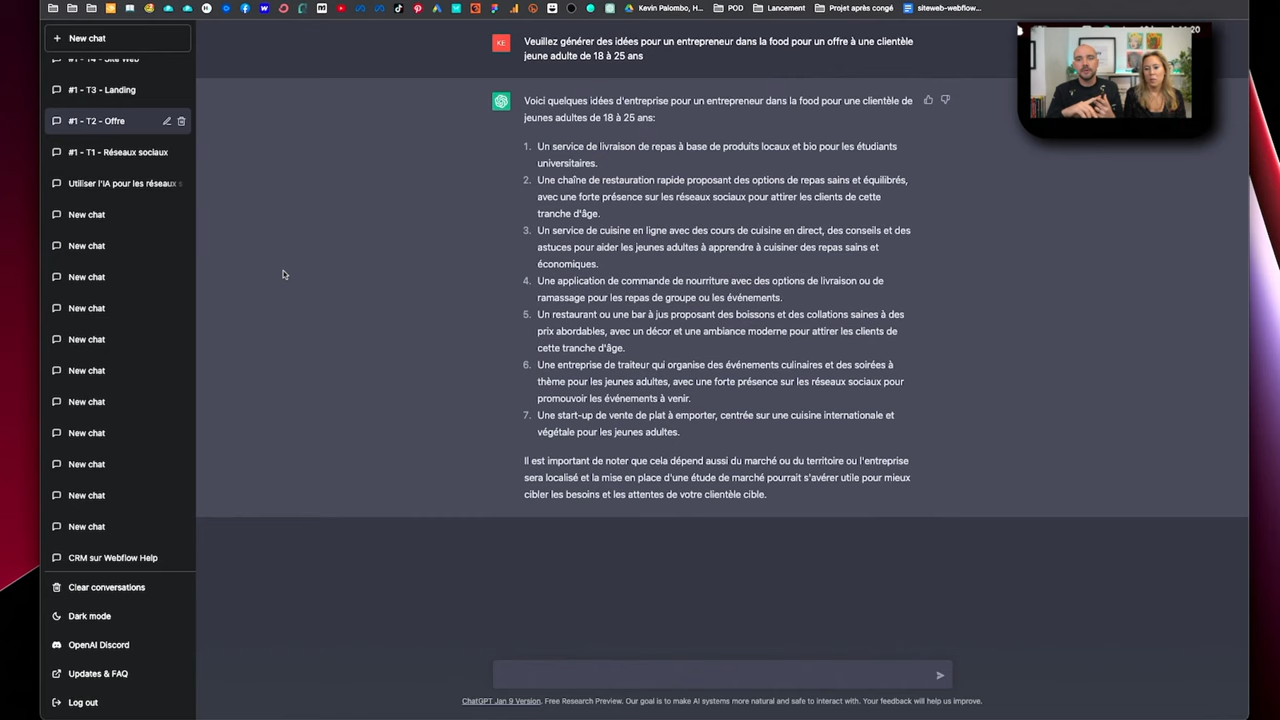 Kevin Palombo, H...
POD
Lancement
Projet après congé
siteweb-webflow...
New chat
#1 - T4 - Site Web
#1 - T3 - Landing
#1 - T2 - Offre
#1 - T1 - Réseaux sociaux
Utiliser l'IA pour les réseaux s
New chat
New chat
New chat
New chat
New chat
New chat
New chat
New chat
New chat
New chat
New chat
CRM sur Webflow Help
Clear conversations
Dark mode
OpenAI Discord
Updates & FAQ
Log out
KE
Veuillez générer des idées pour un entrepreneur dans la food pour un offre à une clientèle
jeune adulte de 18 à 25 ans
Voici quelques idées d'entreprise pour un entrepreneur dans la food pour une clientèle de
jeunes adultes de 18 à 25 ans:
1. Un service de livraison de repas à base de produits locaux et bio pour les étudiants
universitaires.
2. Une chaîne de restauration rapide proposant des options de repas sains et équilibrés,
avec une forte présence sur les réseaux sociaux pour attirer les clients de cette
tranche d'âge.
3. Un service de cuisine en ligne avec des cours de cuisine en direct, des conseils et des
astuces pour aider les jeunes adultes à apprendre à cuisiner des repas sains et
économiques.
4. Une application de commande de nourriture avec des options de livraison ou de
ramassage pour les repas de groupe ou les événements.
5. Un restaurant ou une bar à jus proposant des boissons et des collations saines à des
prix abordables, avec un décor et une ambiance moderne pour attirer les clients de
cette tranche d'âge.
6. Une entreprise de traiteur qui organise des événements culinaires et des soirées à
thème pour les jeunes adultes, avec une forte présence sur les réseaux sociaux pour
promouvoir les événements à venir.
7. Une start-up de vente de plat à emporter, centrée sur une cuisine internationale et
végétale pour les jeunes adultes.
Il est important de noter que cela dépend aussi du marché ou du territoire ou l'entreprise
sera localisé et la mise en place d'une étude de marché pourrait s'avérer utile pour mieux
cibler les besoins et les attentes de votre clientèle cible.
ChatGPT Jan 9 Version. Free Research Preview. Our goal is to make AI systems more natural and safe to interact with. Your feedback will help us improve.